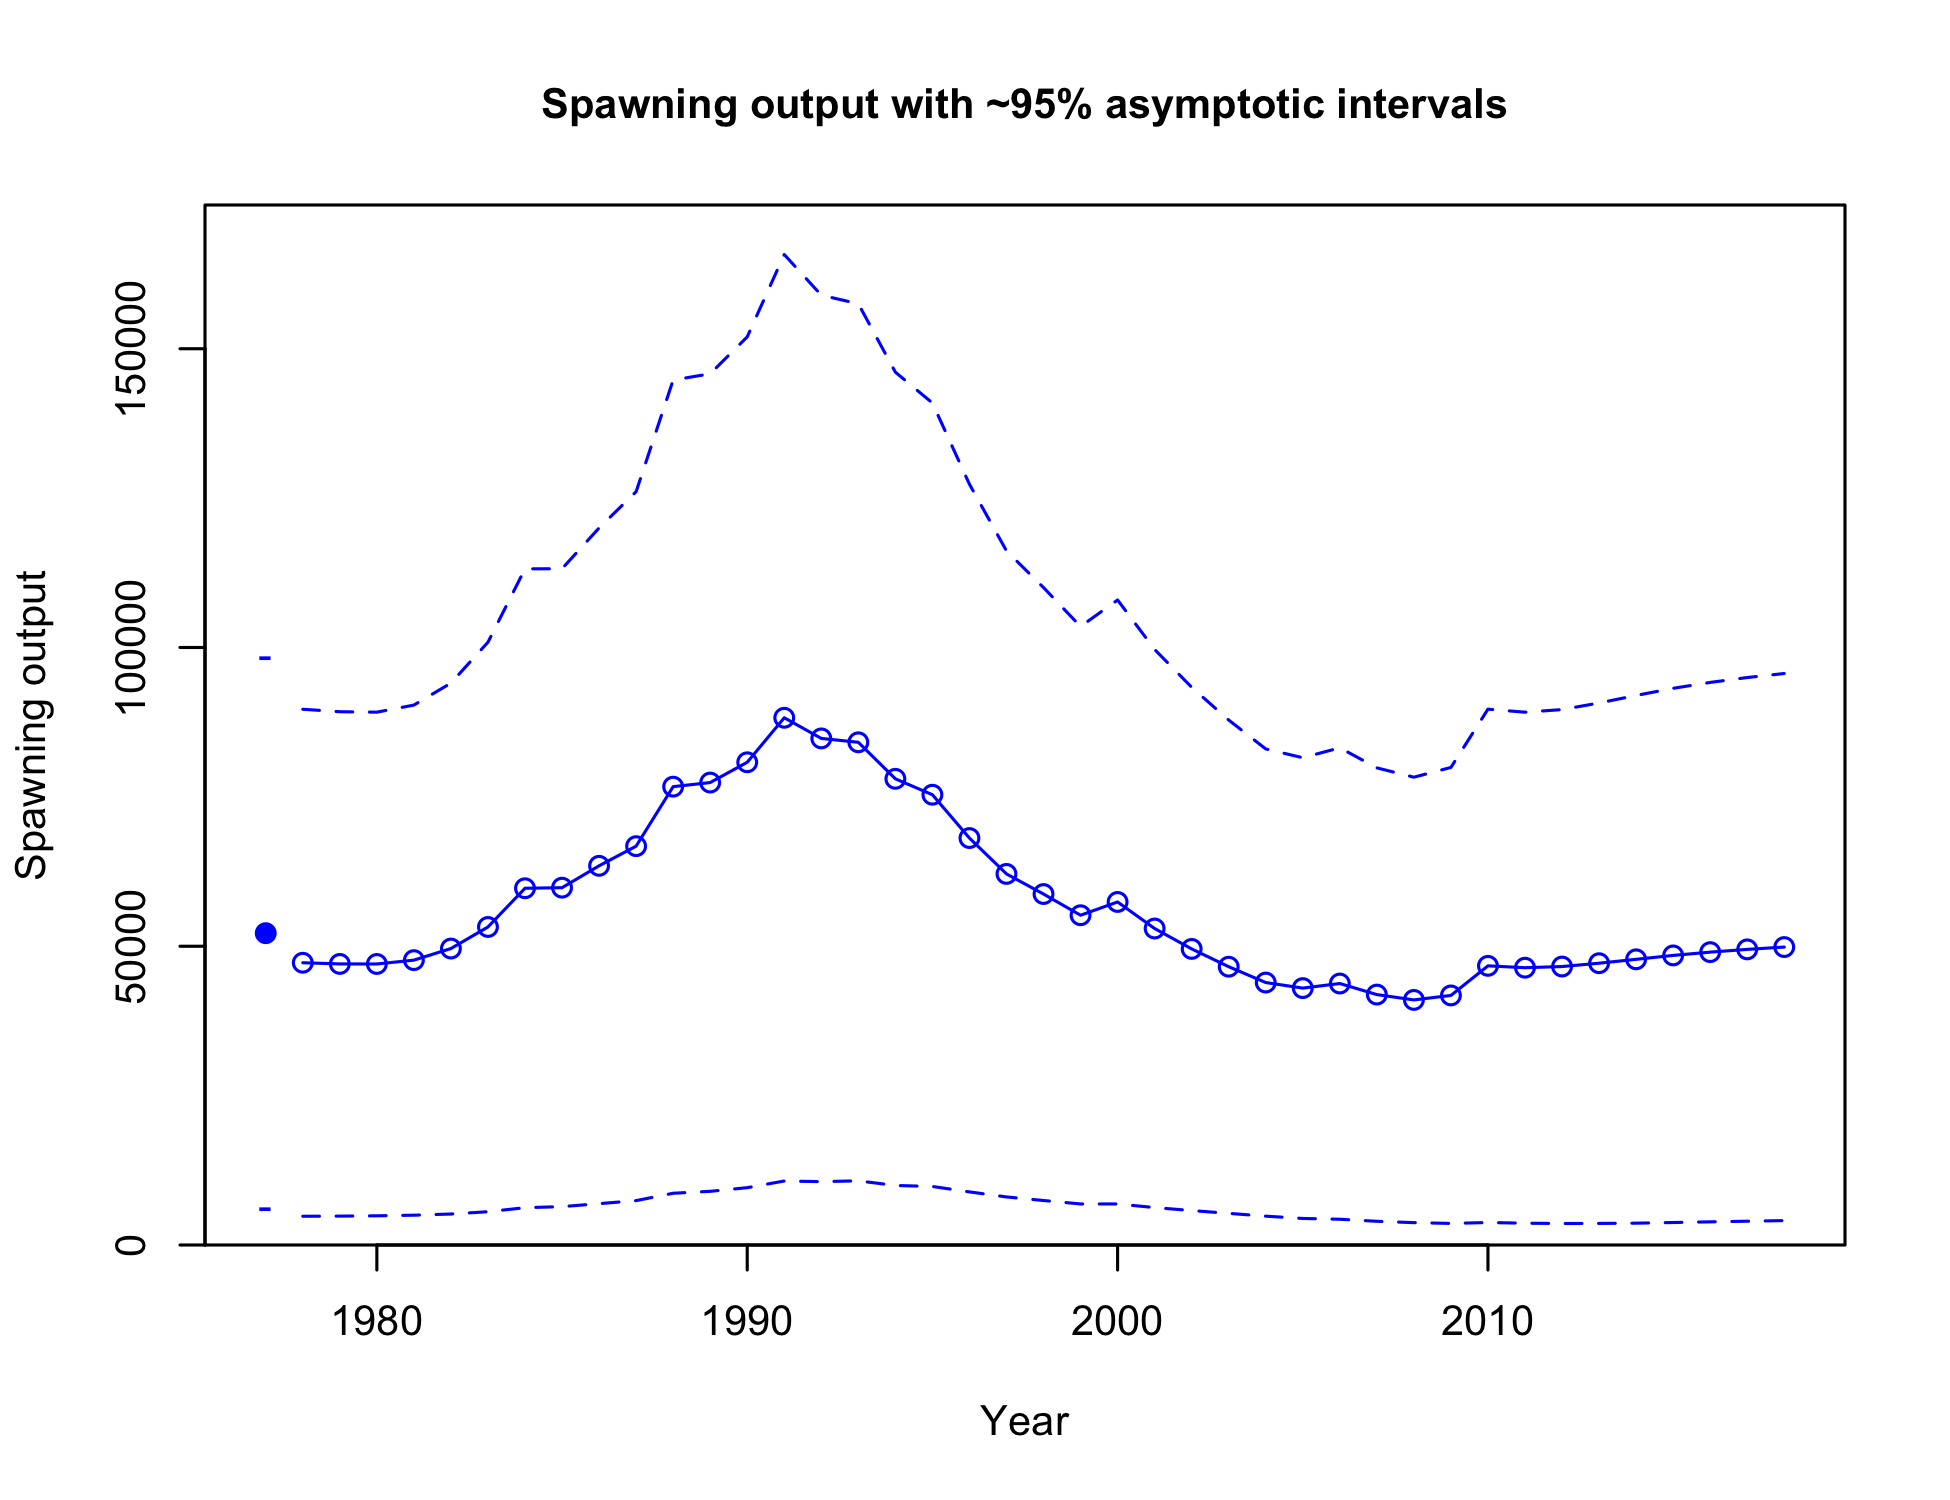 Spawning output with ~95% asymptotic intervals
Spawning output
150000
100000
50000
0
1980 1990 2000 2010
Year